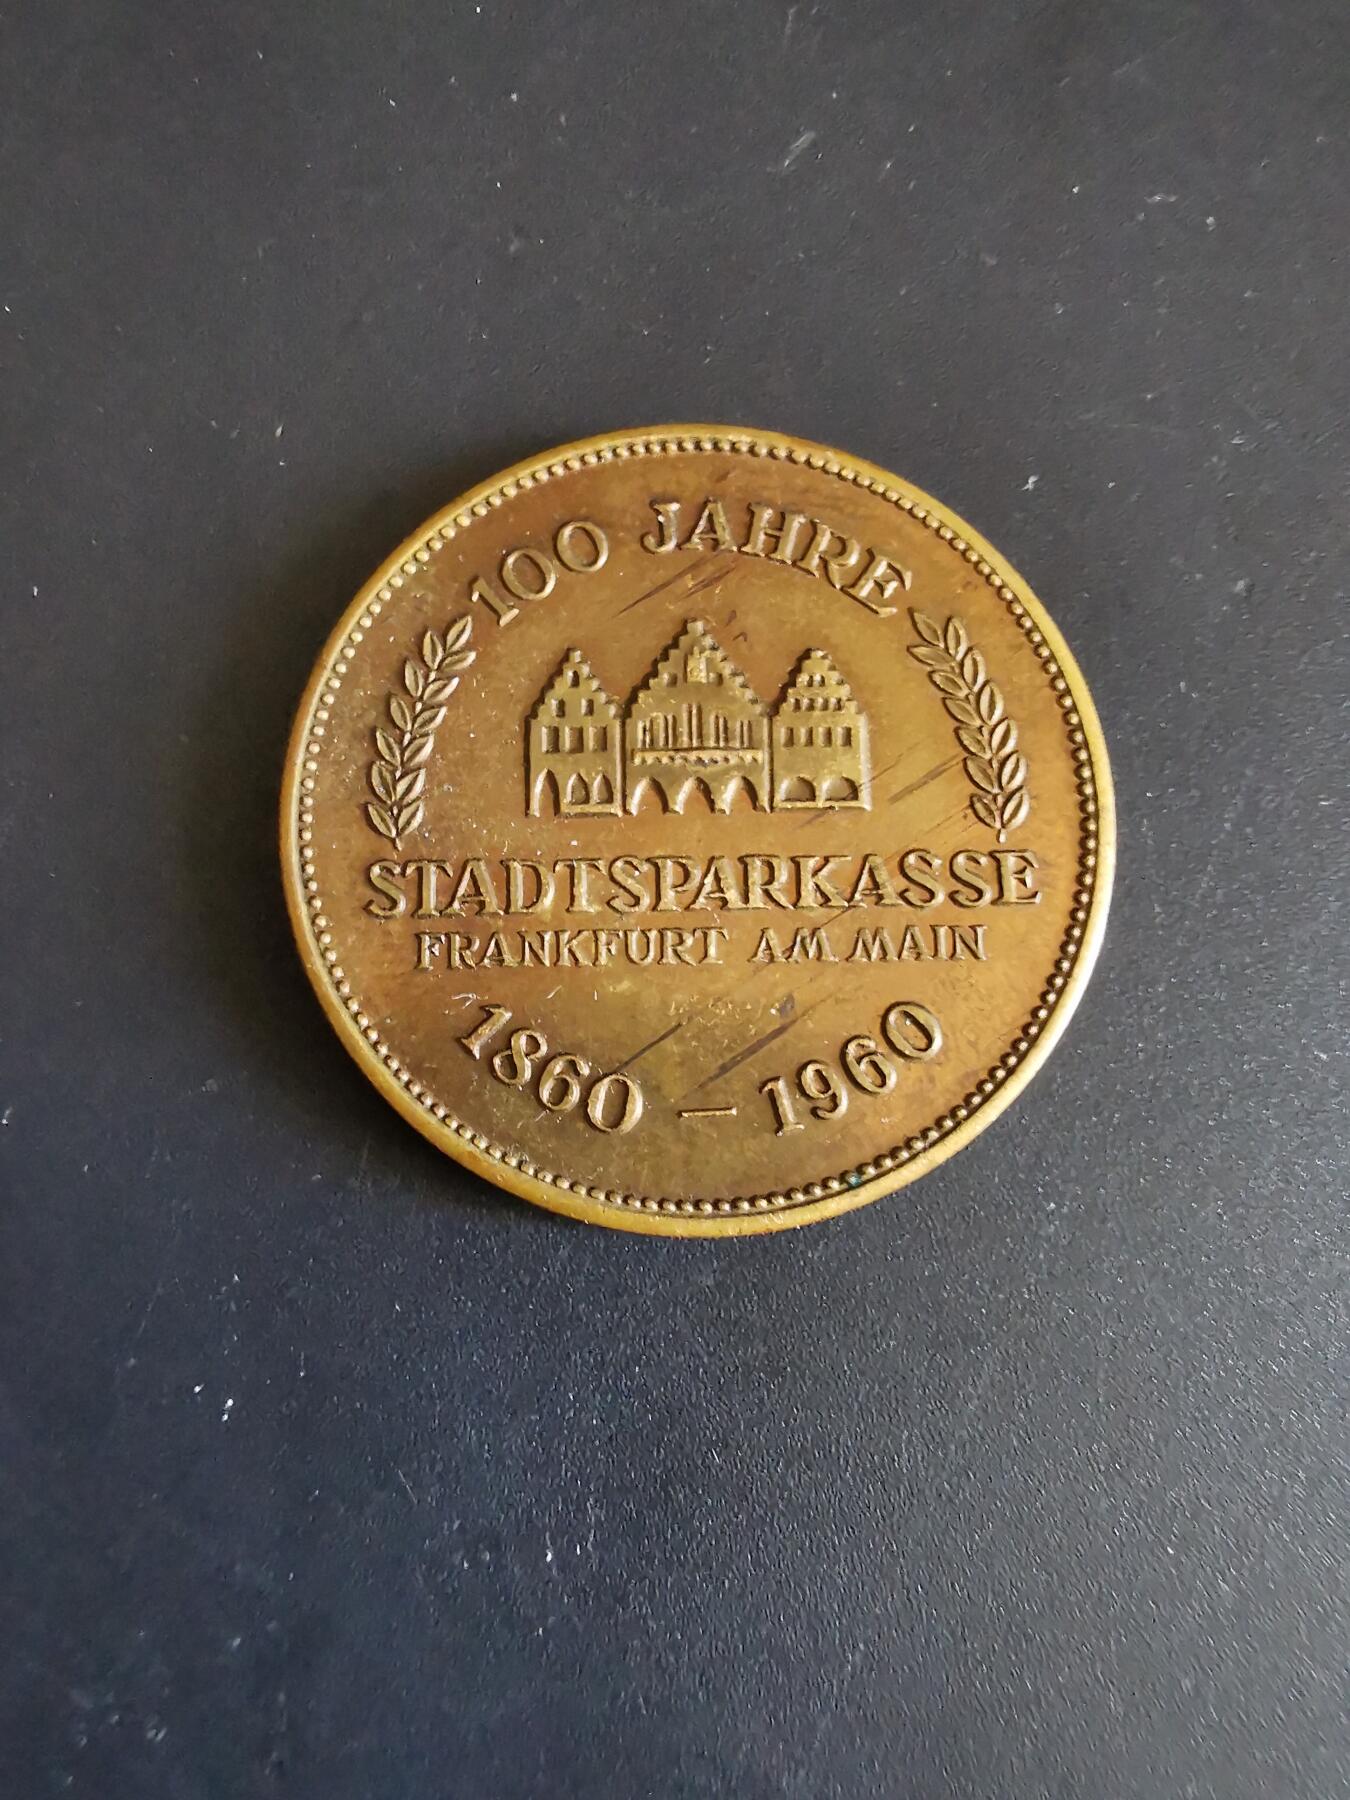 100 JAHRE
STADTSPARKASSE
FRANKFURT AM MAIN
1860 – 1960